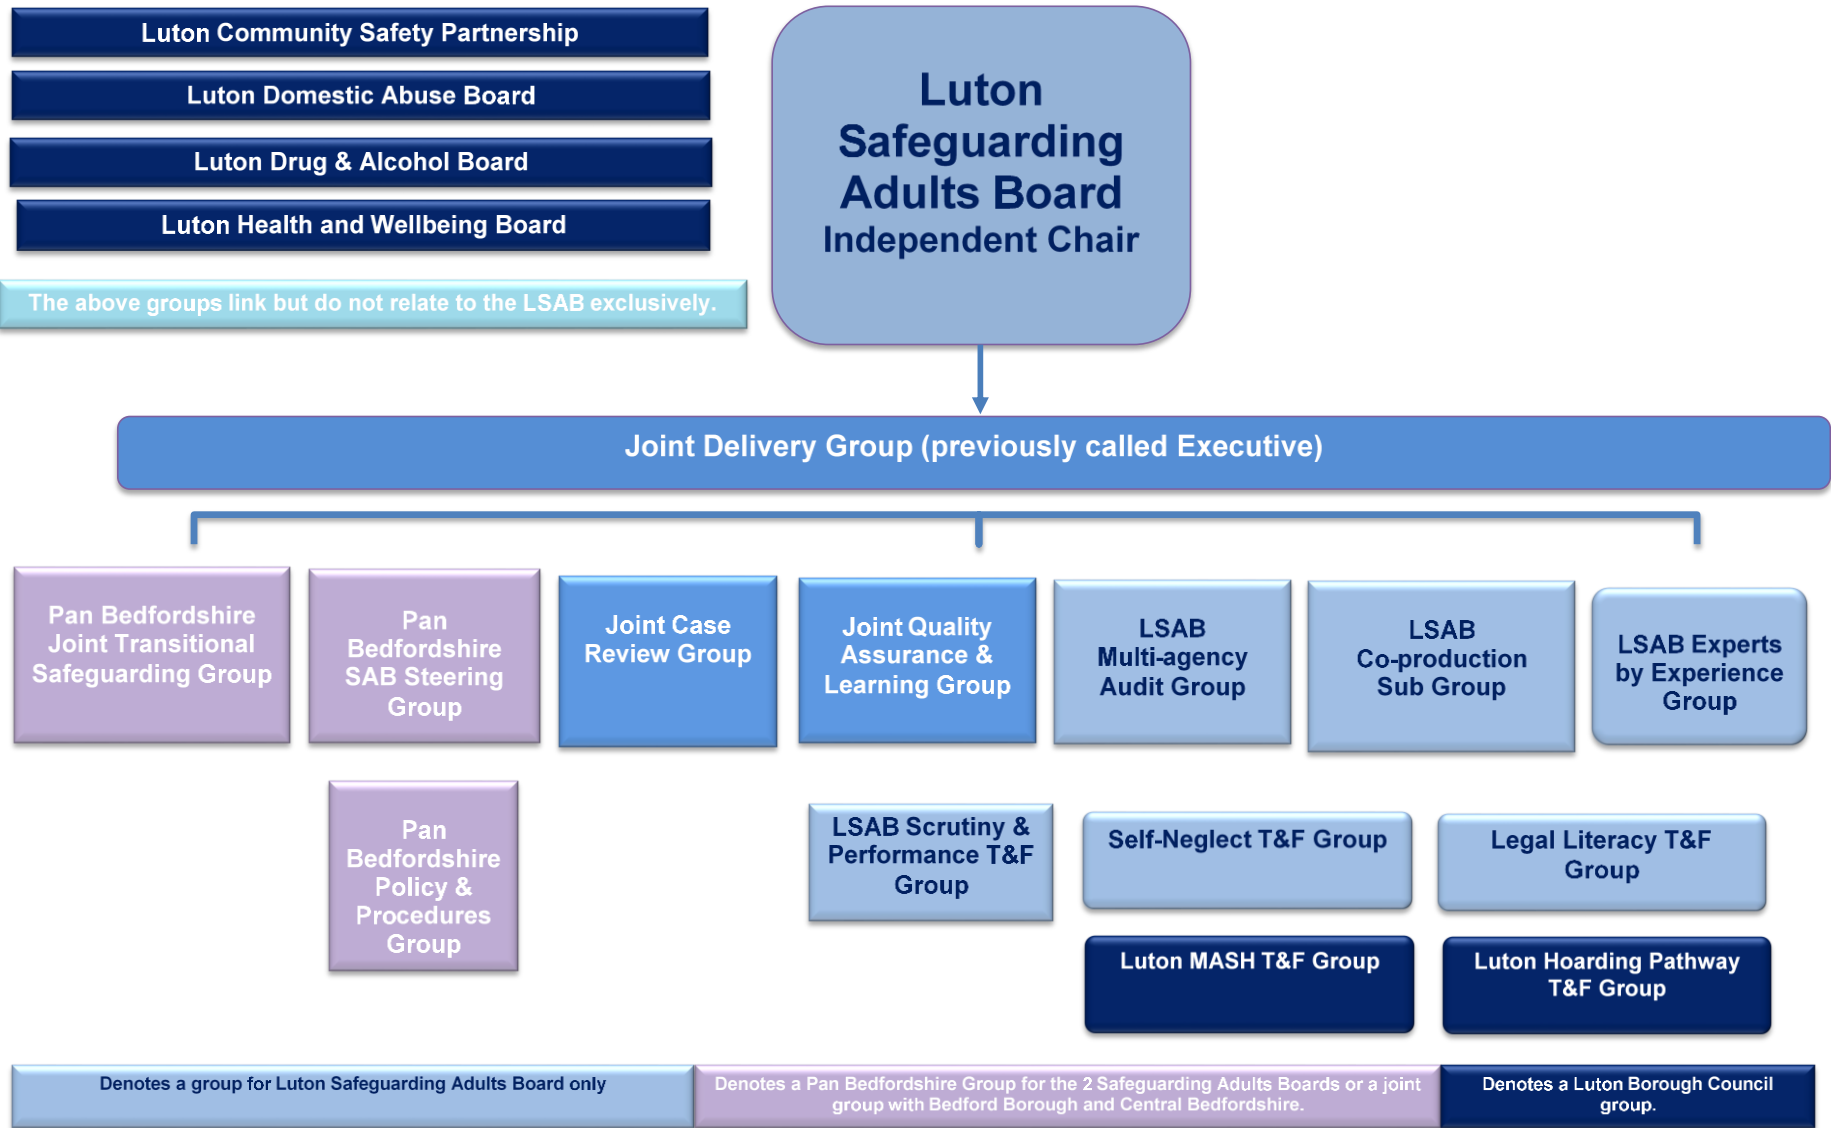 Luton Community Safety Partnership
Luton Domestic Abuse Board
Luton Drug & Alcohol Board
Luton Health and Wellbeing Board
The above groups link but do not relate to the LSAB exclusively.
Luton
Safeguarding
Adults Board
Independent Chair
Joint Delivery Group (previously called Executive)
Pan Bedfordshire
Joint Transitional
Safeguarding Group
Pan
Bedfordshire
SAB Steering
Group
Joint Case
Review Group
Joint Quality
Assurance &
Learning Group
LSAB
Multi-agency
Audit Group
LSAB
Co-production
Sub Group
LSAB Experts
by Experience
Group
Pan
Bedfordshire
Policy &
Procedures
Group
LSAB Scrutiny &
Performance T&F
Group
Self-Neglect T&F Group
Legal Literacy T&F
Group
Luton MASH T&F Group
Luton Hoarding Pathway
T&F Group
Denotes a group for Luton Safeguarding Adults Board only
Denotes a Pan Bedfordshire Group for the 2 Safeguarding Adults Boards or a joint
group with Bedford Borough and Central Bedfordshire.
Denotes a Luton Borough Council
group.